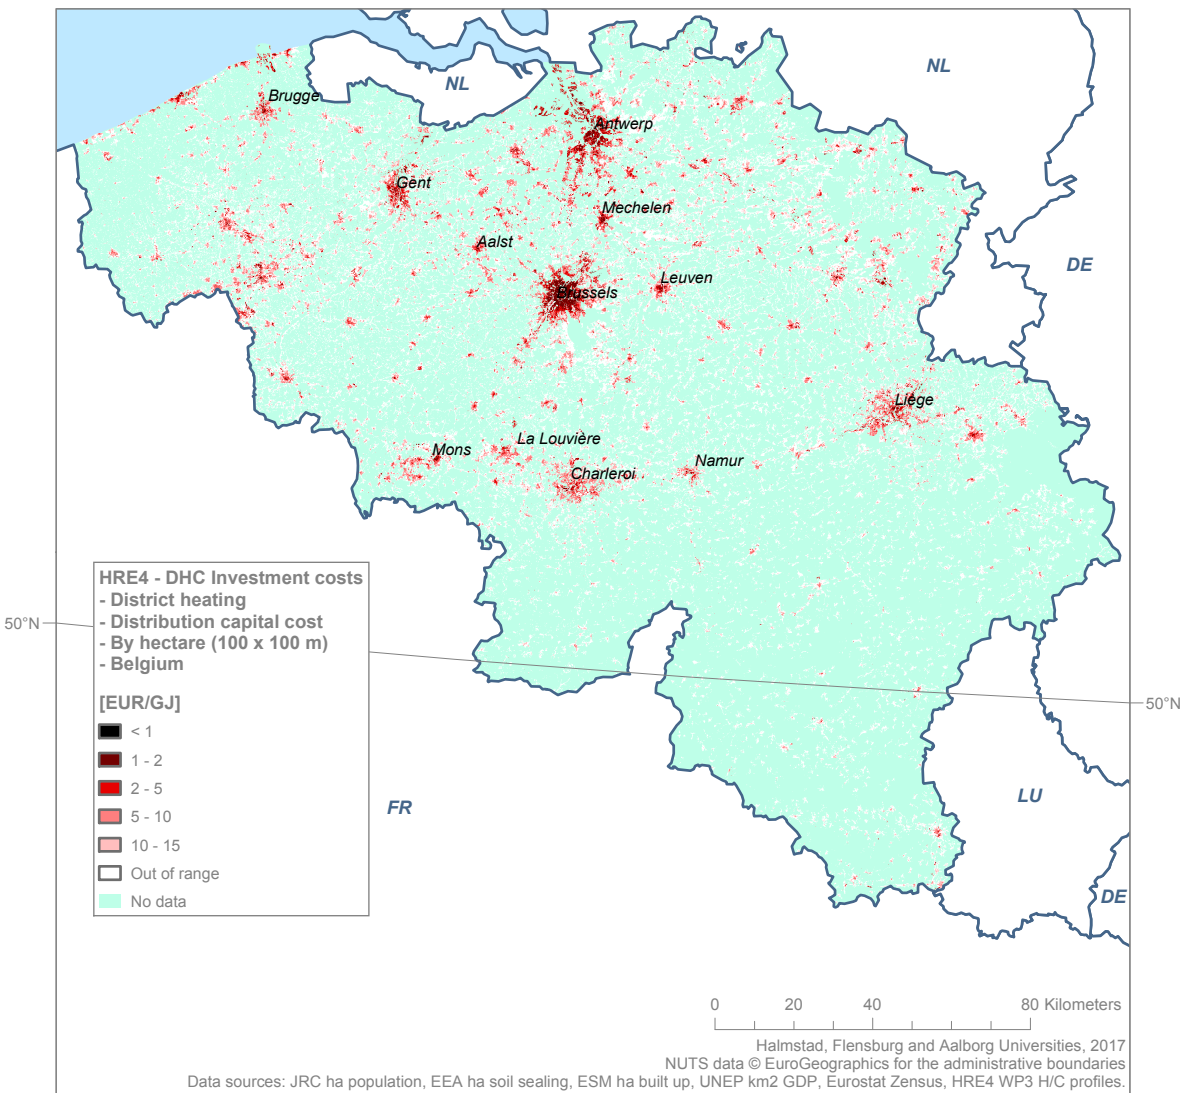 NL
NL
Brugge
Antwerp
Gent
Mechelen
Aalst
DE
Leuven
Brussels
Liège
La Louvière
Mons
Namur
Charleroi
HRE4 - DHC Investment costs
- District heating
- Distribution capital cost
- By hectare (100 x 100 m)
- Belgium
[EUR/GJ]
< 1
1 - 2
2 - 5
5 - 10
10 - 15
Out of range
No data
50°N
50°N
FR
LU
DE
0 20 40 80 Kilometers
Halmstad, Flensburg and Aalborg Universities, 2017
NUTS data © EuroGeographics for the administrative boundaries
Data sources: JRC ha population, EEA ha soil sealing, ESM ha built up, UNEP km2 GDP, Eurostat Zensus, HRE4 WP3 H/C profiles.